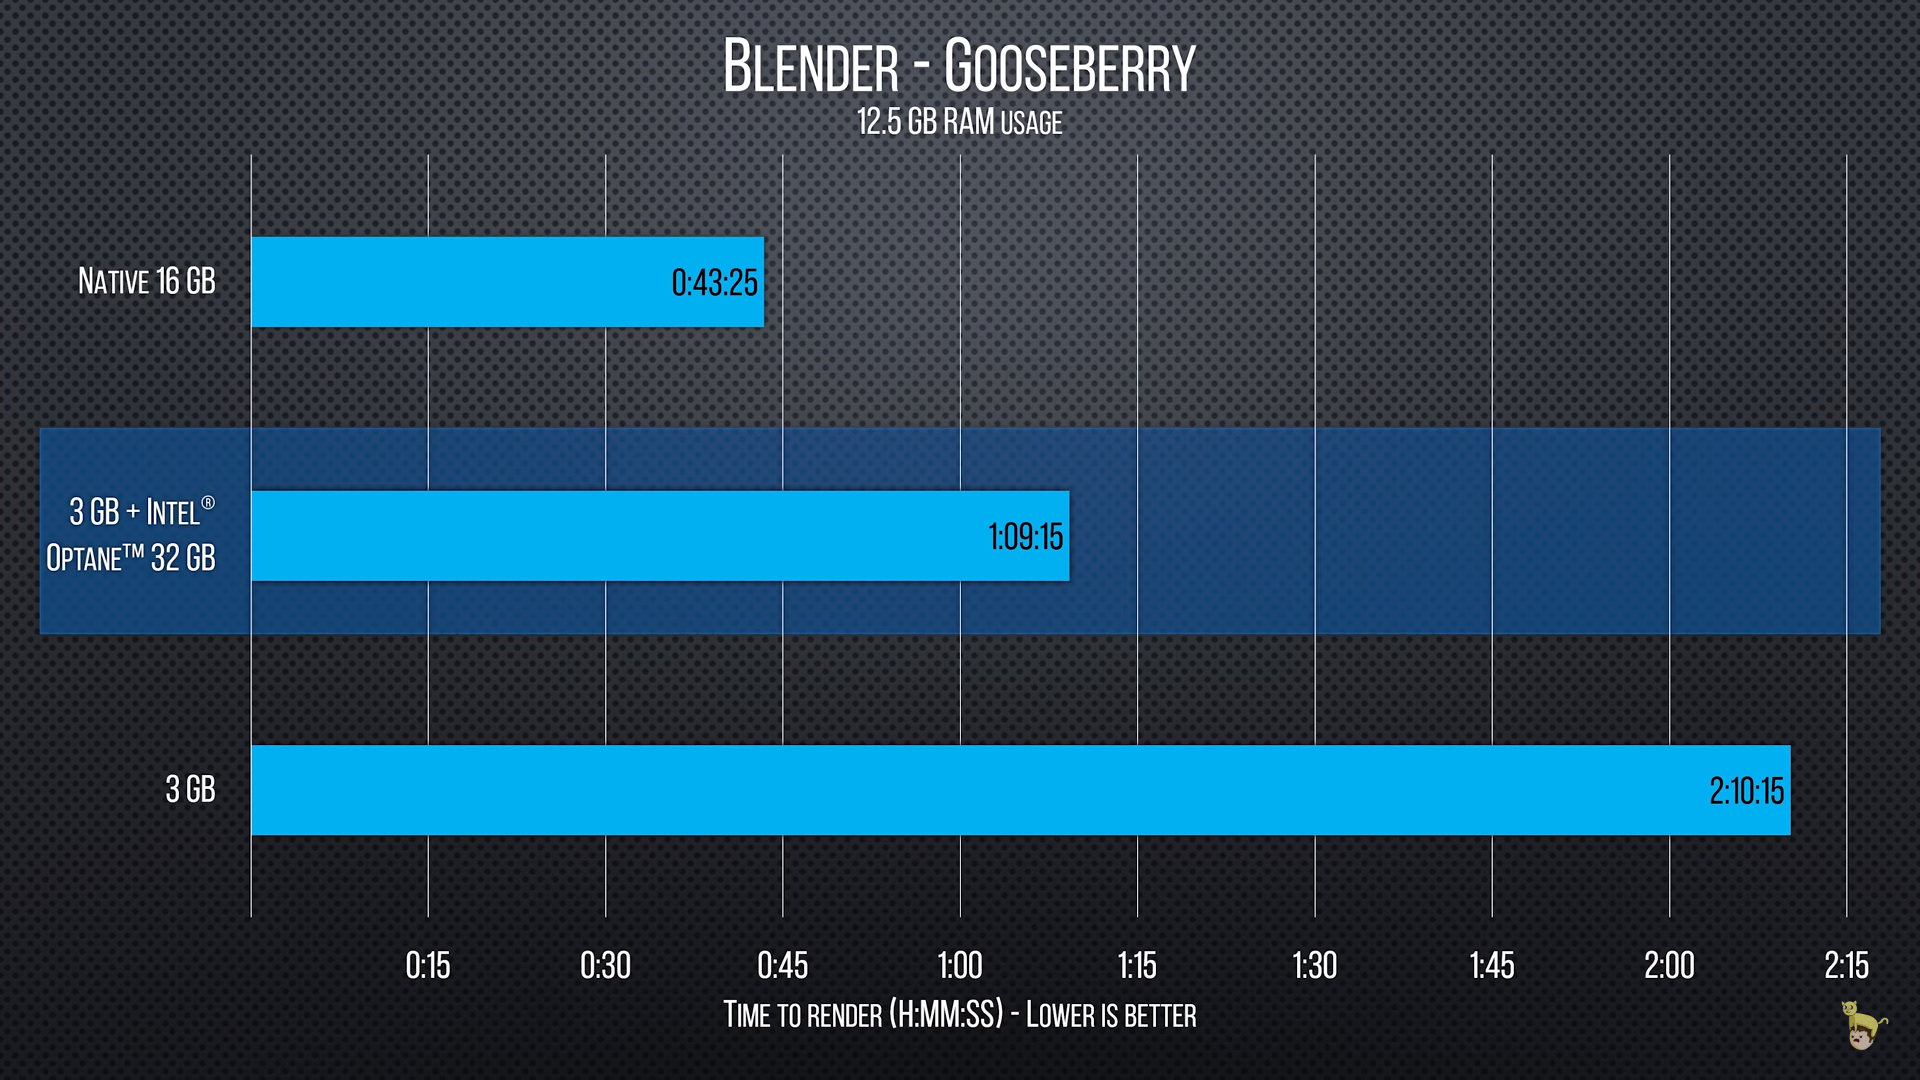 BLENDER - GOOSEBERRY
12.5 GB RAM USAGE
NATIVE 16 GB
0:43:25
3 GB + INTEL®
OPTANE™ 32 GB
1:09:15
3 GB
2:10:15
0:15 0:30 0:45 1:00 1:15 1:30 1:45 2:00 2:15
TIME TO RENDER (H:MM:SS) - LOWER IS BETTER